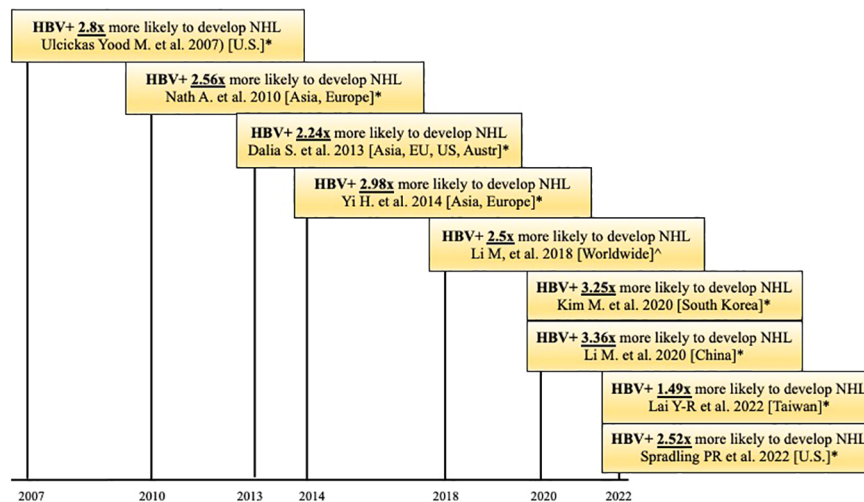 HBV+ 2.8x more likely to develop NHL
Ulcickas Yood M. et al. 2007) [U.S.]*
HBV+ 2.56x more likely to develop NHL
Nath A. et al. 2010 [Asia, Europe]*
HBV+ 2.24x more likely to develop NHL
Dalia S. et al. 2013 [Asia, EU, US, Austr]*
HBV+ 2.98x more likely to develop NHL
Yi H. et al. 2014 [Asia, Europe]*
HBV+ 2.5x more likely to develop NHL
Li M, et al. 2018 [Worldwide]^
HBV+ 3.25x more likely to develop NHL
Kim M. et al. 2020 [South Korea]*
HBV+ 3.36x more likely to develop NHL
Li M. et al. 2020 [China]*
HBV+ 1.49x more likely to develop NHL
Lai Y-R et al. 2022 [Taiwan]*
HBV+ 2.52x more likely to develop NHL
Spradling PR et al. 2022 [U.S.]*
2007 2010 2013 2014 2018 2020 2022